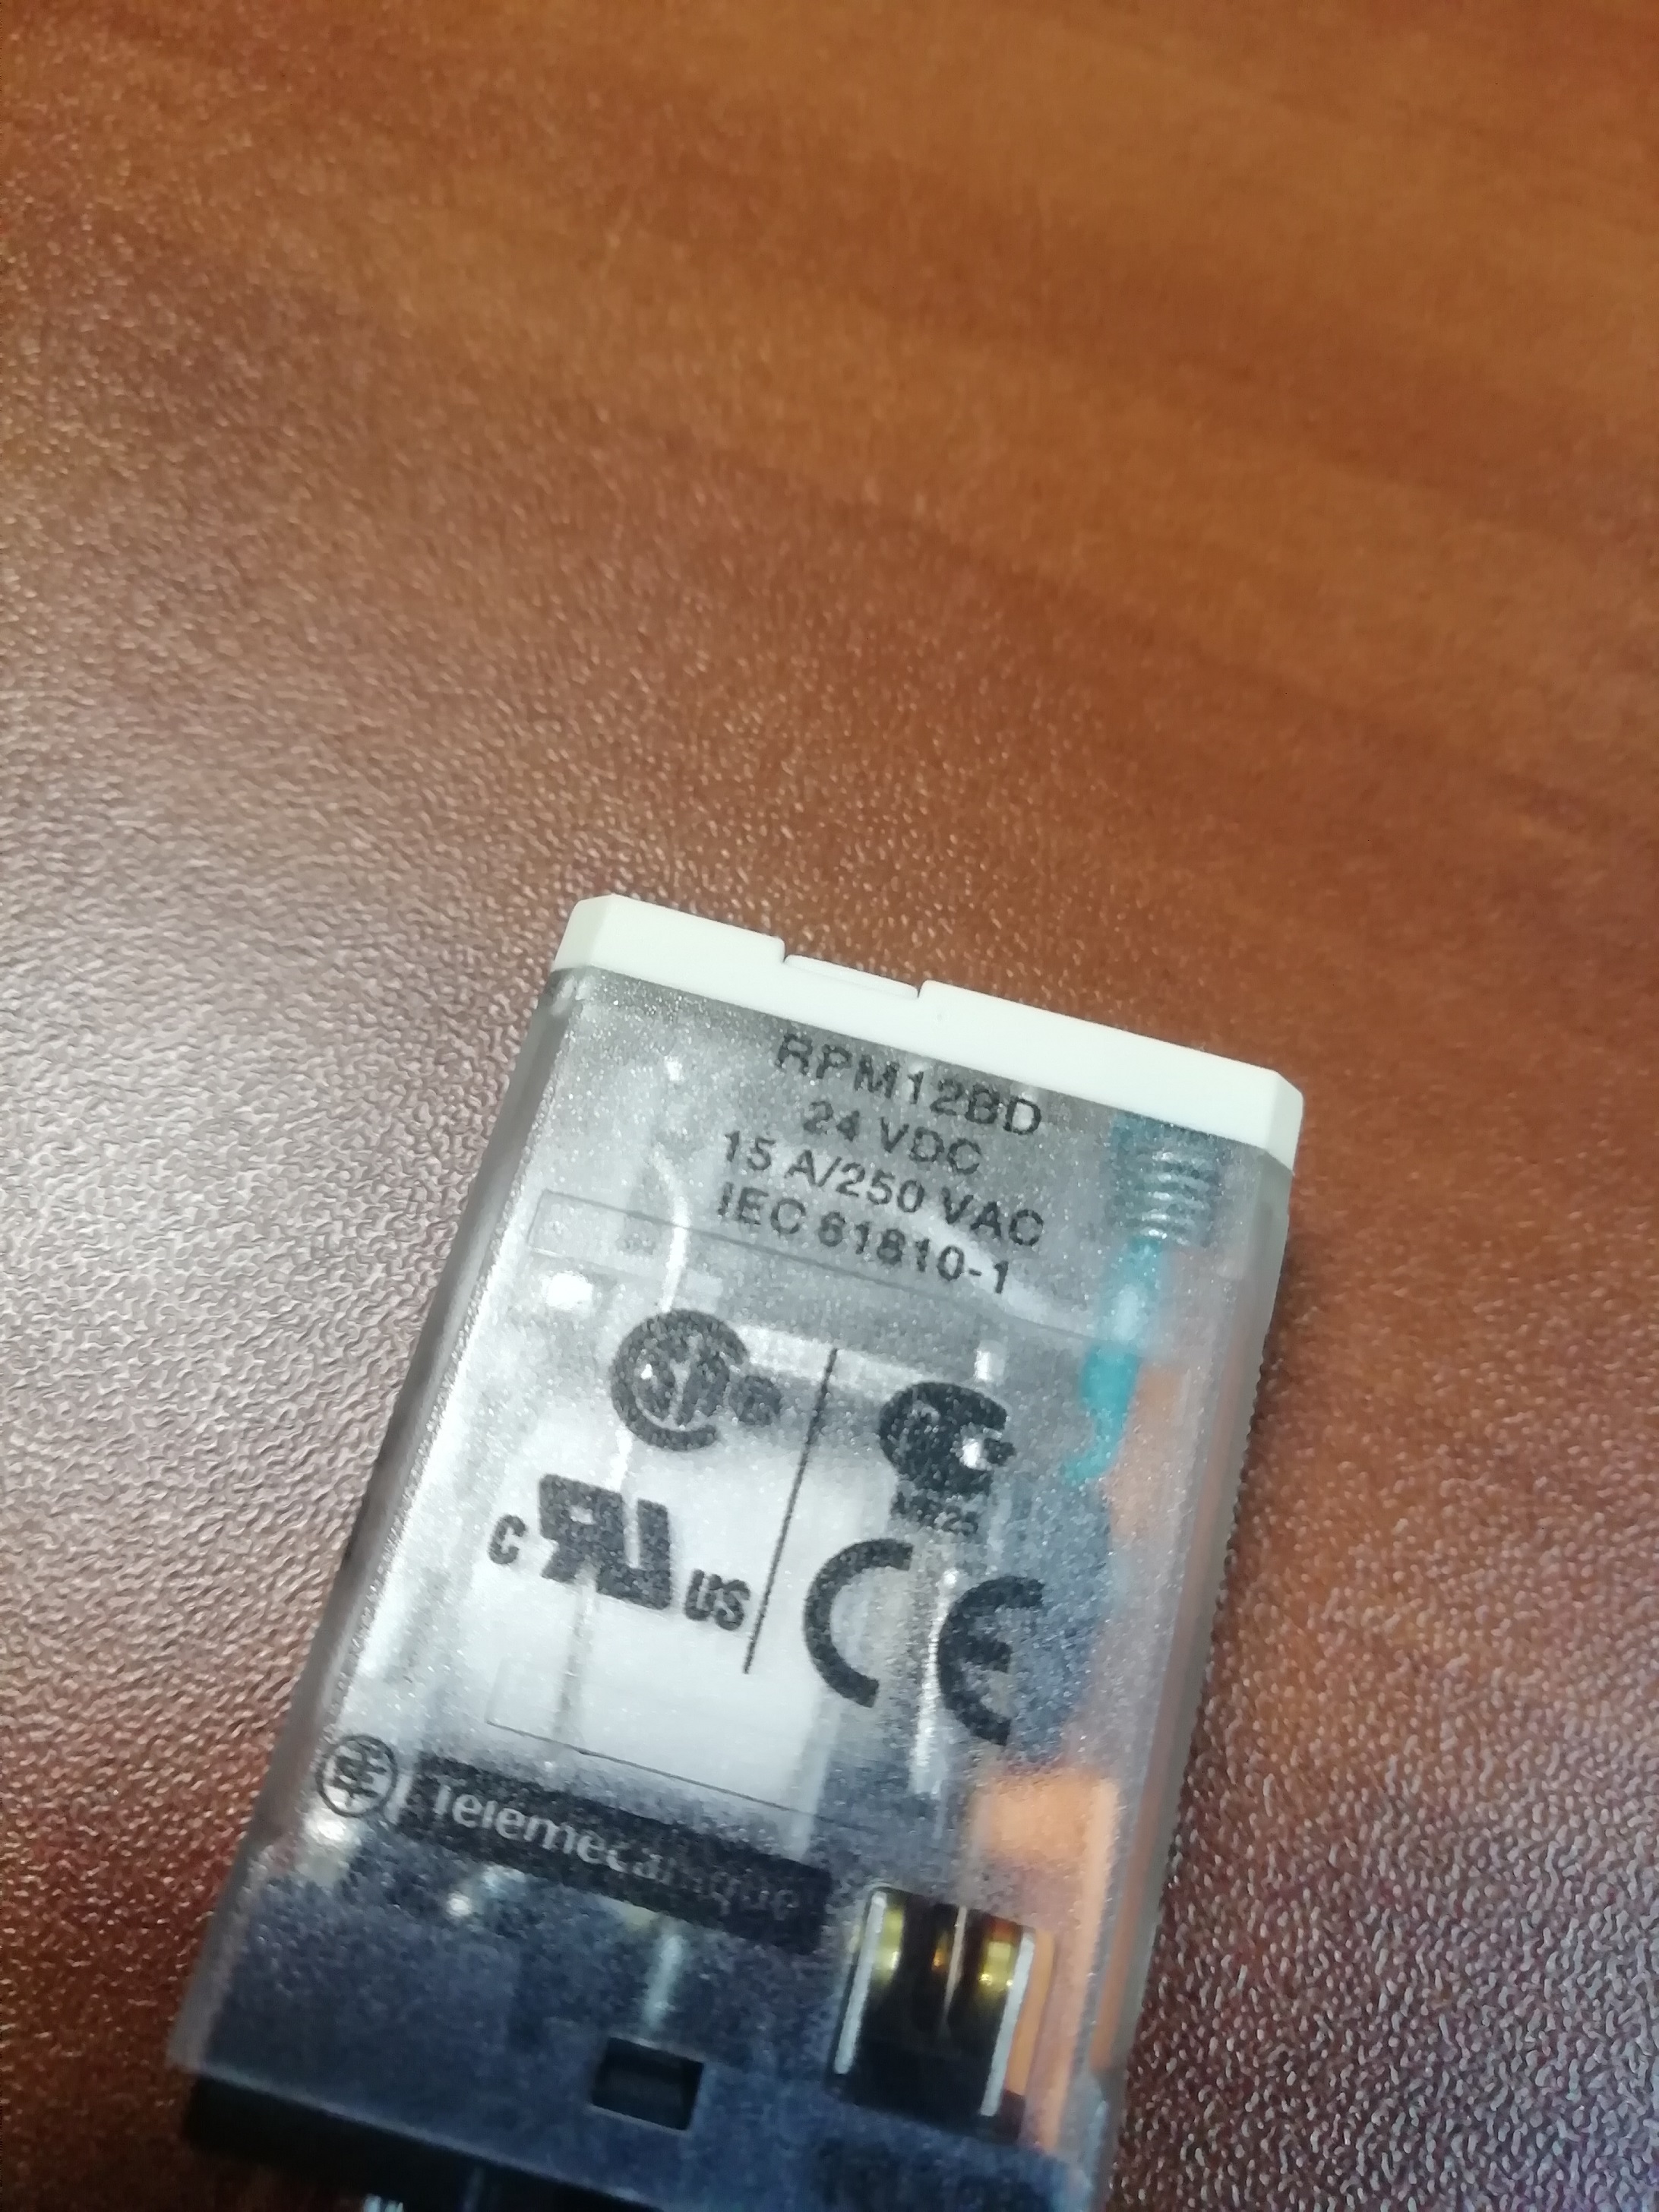 RPM12BD
24 VDC
15 A/250 VAC
IEC 61810-1
c US
CE
Telemecanique